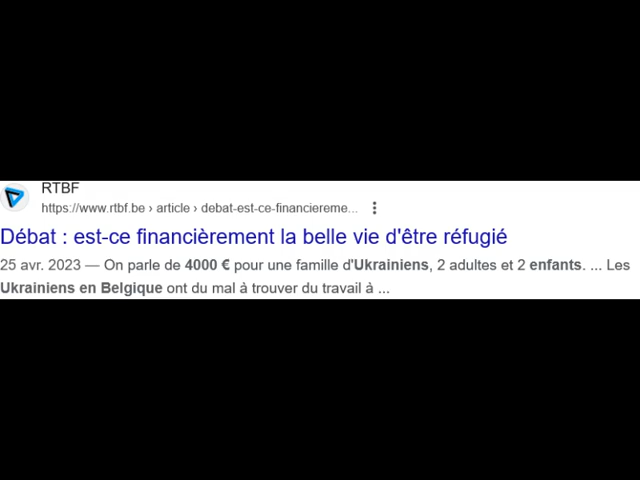 RTBF
https://www.rtbf.be › article › debat-est-ce-financiereme...
Débat : est-ce financièrement la belle vie d'être réfugié
25 avr. 2023 — On parle de 4000 € pour une famille d'Ukrainiens, 2 adultes et 2 enfants. ... Les
Ukrainiens en Belgique ont du mal à trouver du travail à ...